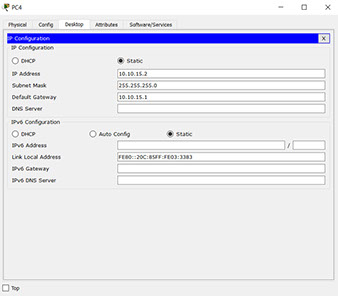 PC4
Physical Config Desktop Attributes Software/Services
IP Configuration X
IP Configuration
DHCP Static
IP Address 10.10.15.2
Subnet Mask 255.255.255.0
Default Gateway 10.10.15.1
DNS Server
IPv6 Configuration
DHCP Auto Config Static
IPv6 Address /
Link Local Address FE80::20C:85FF:FE03:3383
IPv6 Gateway
IPv6 DNS Server
Top